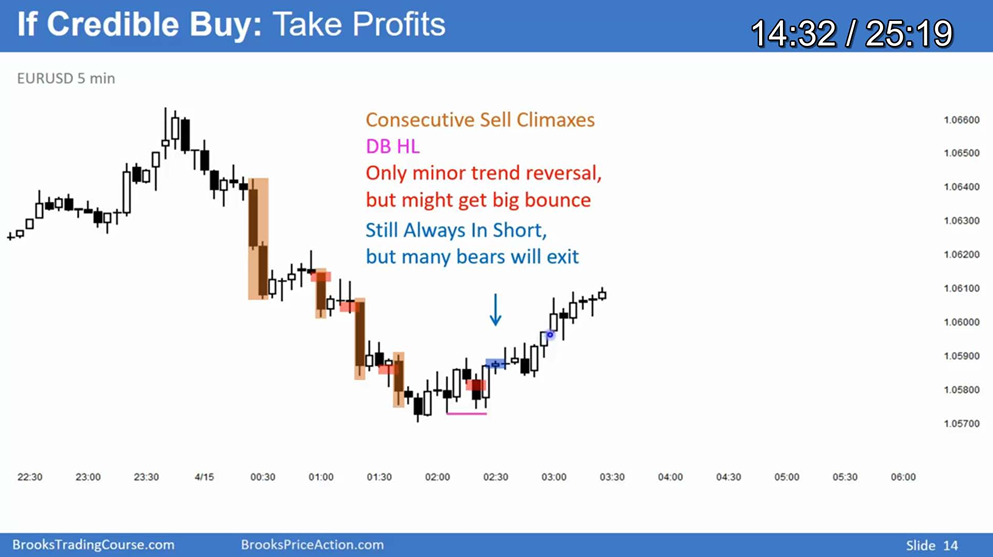 If Credible Buy: Take Profits
14:32 / 25:19
EURUSD 5 min
Consecutive Sell Climaxes
DB HL
Only minor trend reversal,
but might get big bounce
Still Always In Short,
but many bears will exit
1.06600
1.06500
1.06400
1.06300
1.06200
1.06100
1.06000
1.05900
1.05800
1.05700
22:30 23:00 23:30 4/15 00:30 01:00 01:30 02:00 02:30 03:00 03:30 04:00 04:30 05:00 05:30 06:00
BrooksTradingCourse.com BrooksPriceAction.com Slide 14